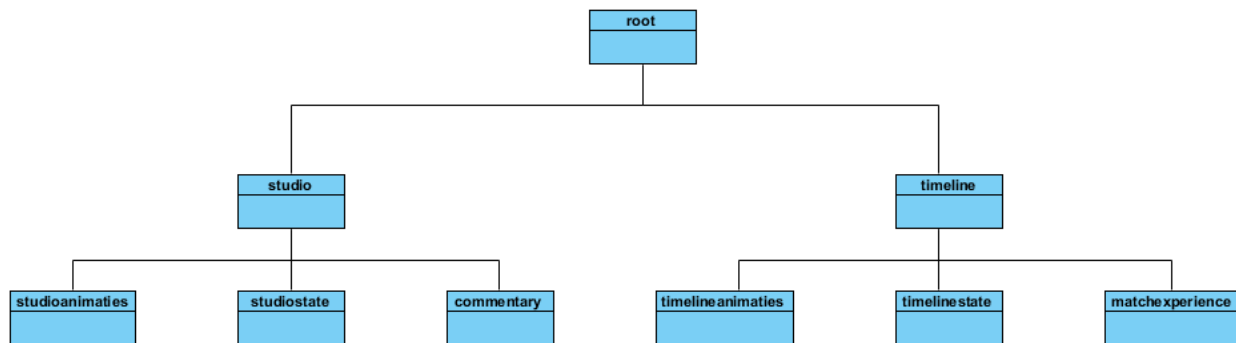 root
studio
timeline
studioanimaties
studiostate
commentary
timelineanimaties
timelinestate
matchexperience